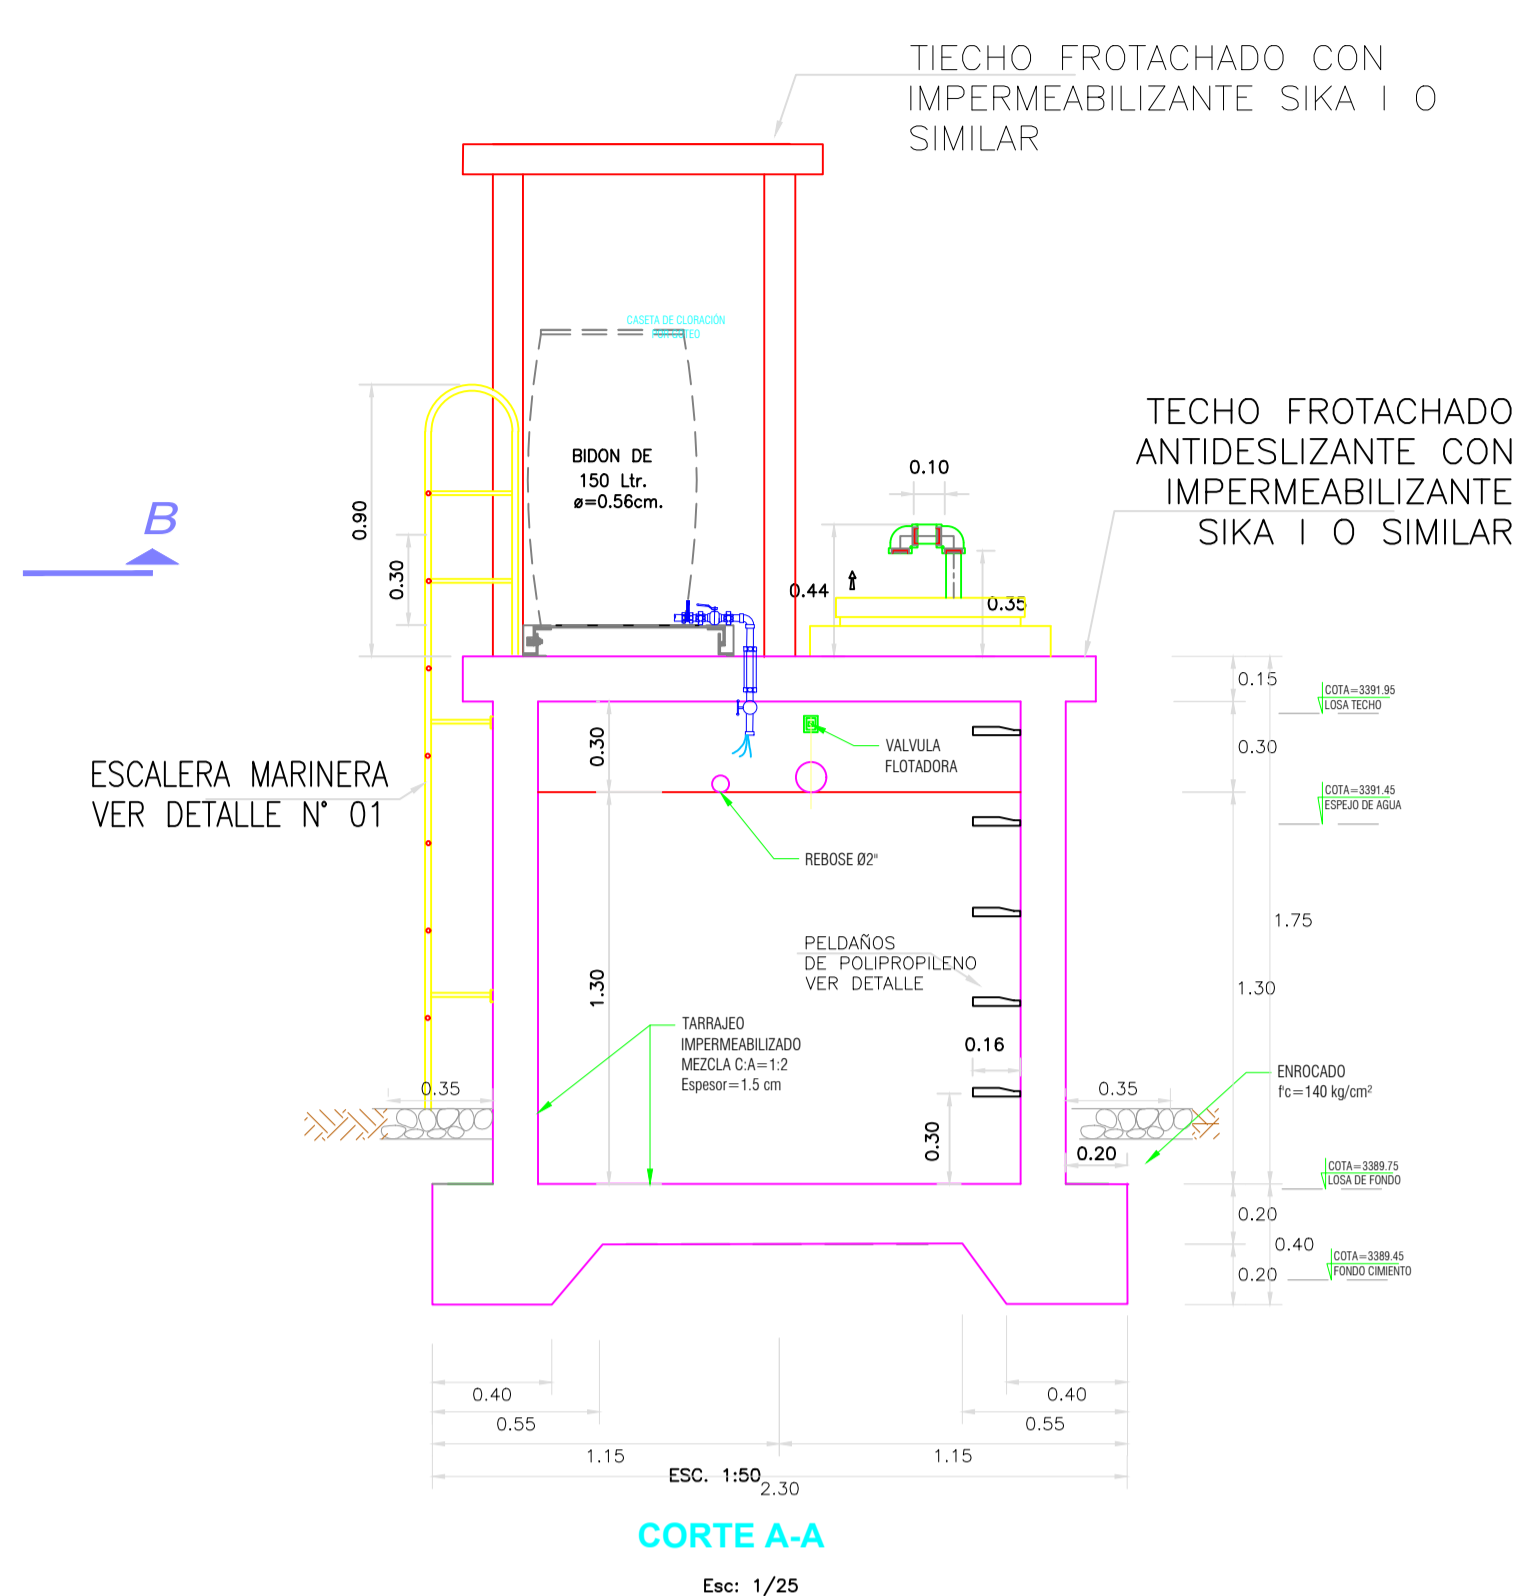 TIECHO FROTACHADO CON
IMPERMEABILIZANTE SIKA I O
SIMILAR
CASETA DE CLORACIÓN
TECHO FROTACHADO
ANTIDESLIZANTE CON
IMPERMEABILIZANTE
SIKA I O SIMILAR
BIDON DE
150 Ltr.
ø=0.56cm.
0.10
B
0.90
0.30
0.44
0.35
0.15
COTA=3391.95
LOSA TECHO
0.30
0.30
VALVULA
FLOTADORA
ESCALERA MARINERA
VER DETALLE N° 01
COTA=3391.45
ESPEJO DE AGUA
REBOSE Ø2"
1.75
PELDAÑOS
DE POLIPROPILENO
VER DETALLE
1.30
1.30
TARRAJEO
IMPERMEABILIZADO
MEZCLA C:A=1:2
Espesor=1.5 cm
0.16
ENROCADO
f'c=140 kg/cm²
0.35
0.35
0.30
0.20
COTA=3389.75
LOSA DE FONDO
0.20
0.40
0.20
COTA=3389.45
FONDO CIMIENTO
0.40
0.40
0.55
0.55
1.15
1.15
ESC. 1:50
2.30
CORTE A-A
Esc: 1/25